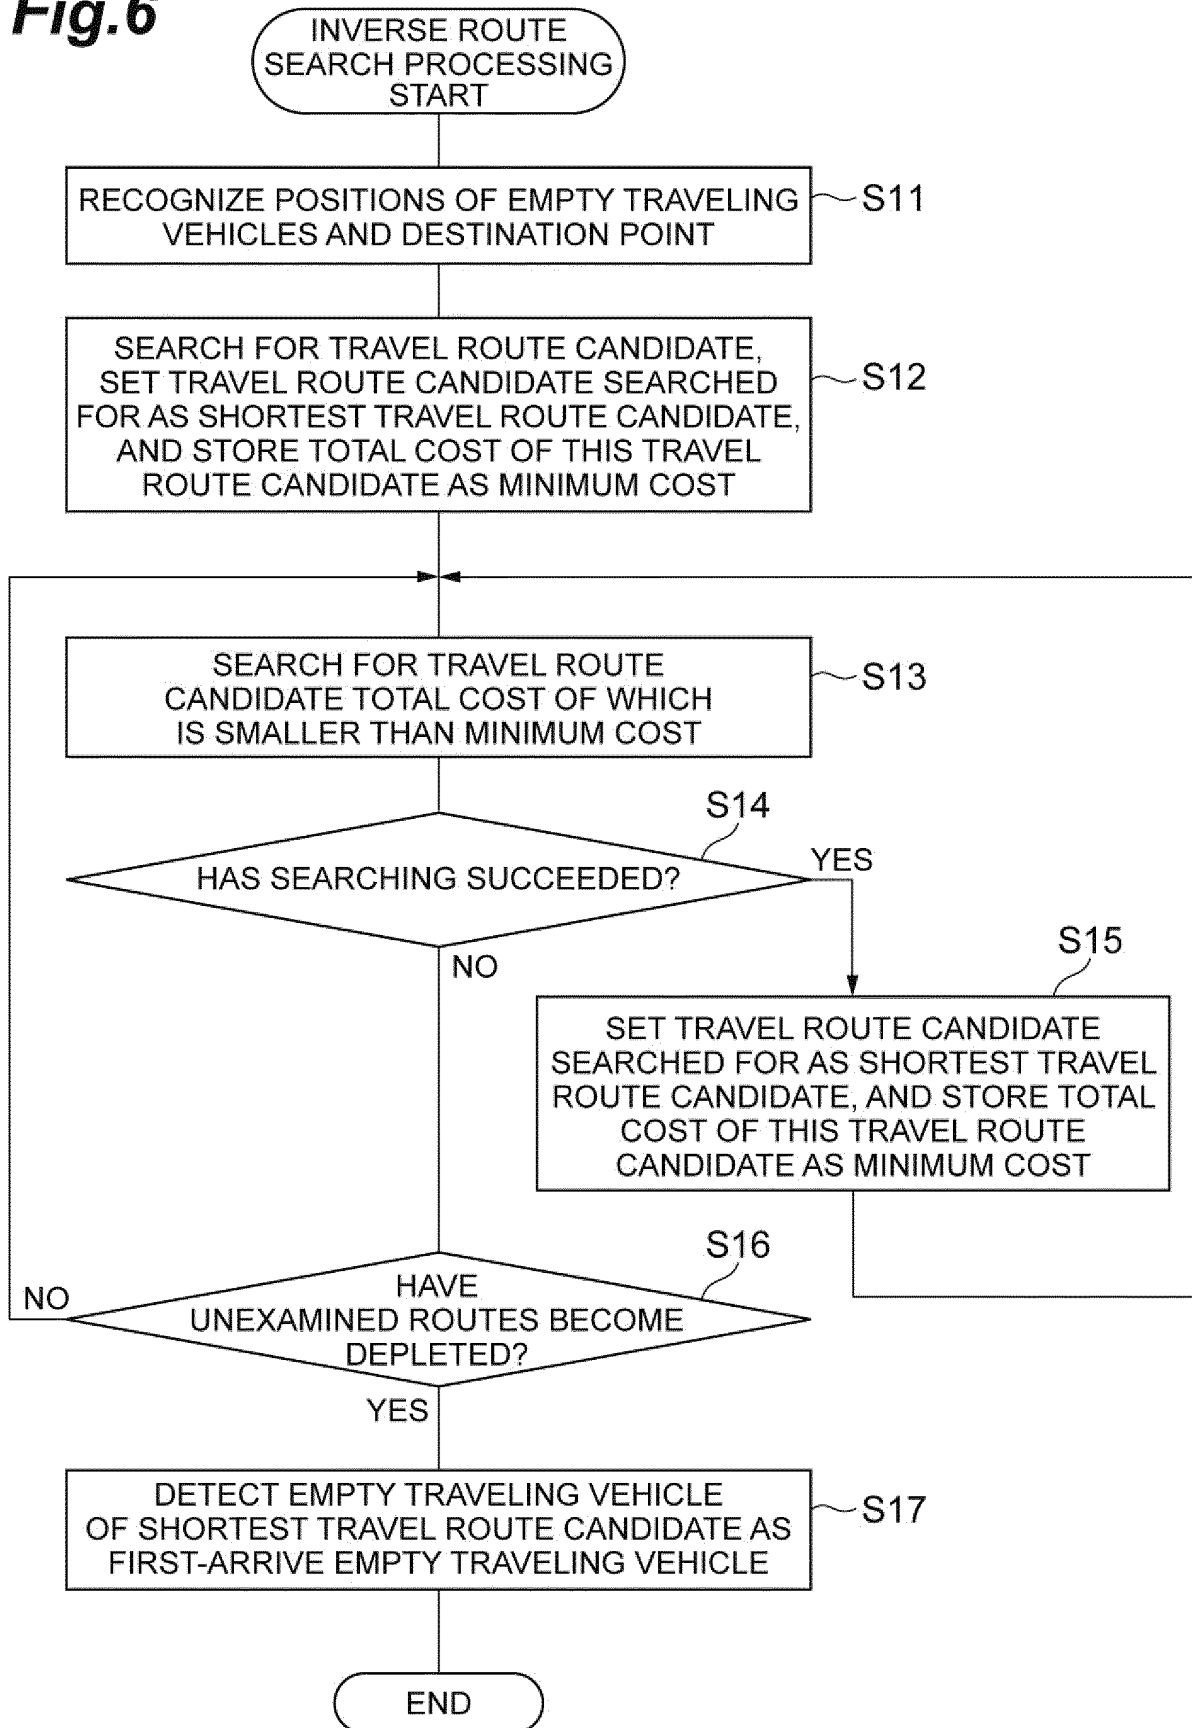 Fig.6
INVERSE ROUTE
SEARCH PROCESSING
START
RECOGNIZE POSITIONS OF EMPTY TRAVELING
VEHICLES AND DESTINATION POINT
S11
SEARCH FOR TRAVEL ROUTE CANDIDATE,
SET TRAVEL ROUTE CANDIDATE SEARCHED
FOR AS SHORTEST TRAVEL ROUTE CANDIDATE,
AND STORE TOTAL COST OF THIS TRAVEL
ROUTE CANDIDATE AS MINIMUM COST
S12
SEARCH FOR TRAVEL ROUTE
CANDIDATE TOTAL COST OF WHICH
IS SMALLER THAN MINIMUM COST
S13
S14
HAS SEARCHING SUCCEEDED?
YES
NO
S15
SET TRAVEL ROUTE CANDIDATE
SEARCHED FOR AS SHORTEST TRAVEL
ROUTE CANDIDATE, AND STORE TOTAL
COST OF THIS TRAVEL ROUTE
CANDIDATE AS MINIMUM COST
S16
HAVE
UNEXAMINED ROUTES BECOME
DEPLETED?
NO
YES
DETECT EMPTY TRAVELING VEHICLE
OF SHORTEST TRAVEL ROUTE CANDIDATE AS
FIRST-ARRIVE EMPTY TRAVELING VEHICLE
S17
END